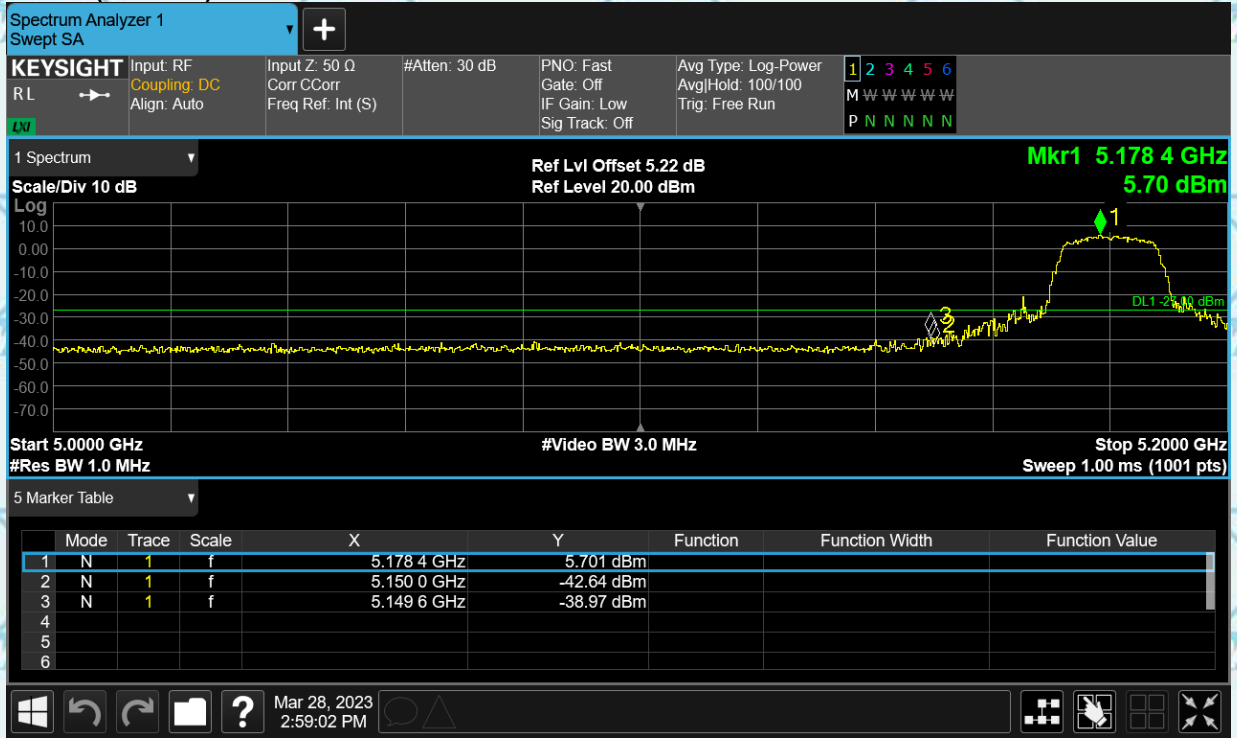 Spectrum Analyzer 1
Swept SA
KEYSIGHT
RL
LXI
Input: RF
Coupling: DC
Align: Auto
Input Z: 50 Ω
Corr CCorr
Freq Ref: Int (S)
#Atten: 30 dB
PNO: Fast
Gate: Off
IF Gain: Low
Sig Track: Off
Avg Type: Log-Power
Avg|Hold: 100/100
Trig: Free Run
1 2 3 4 5 6
M W W W W W
P N N N N N
1 Spectrum
Scale/Div 10 dB
Ref Lvl Offset 5.22 dB
Ref Level 20.00 dBm
Mkr1 5.178 4 GHz
5.70 dBm
Log
10.0
0.00
-10.0
-20.0
-30.0
-40.0
-50.0
-60.0
-70.0
1
3
2
DL1 -27.00 dBm
Start 5.0000 GHz
#Video BW 3.0 MHz
Stop 5.2000 GHz
#Res BW 1.0 MHz
Sweep 1.00 ms (1001 pts)
5 Marker Table
Mode Trace Scale X Y Function Function Width Function Value
1 N 1 f 5.178 4 GHz 5.701 dBm
2 N 1 f 5.150 0 GHz -42.64 dBm
3 N 1 f 5.149 6 GHz -38.97 dBm
4
5
6
?
Mar 28, 2023
2:59:02 PM